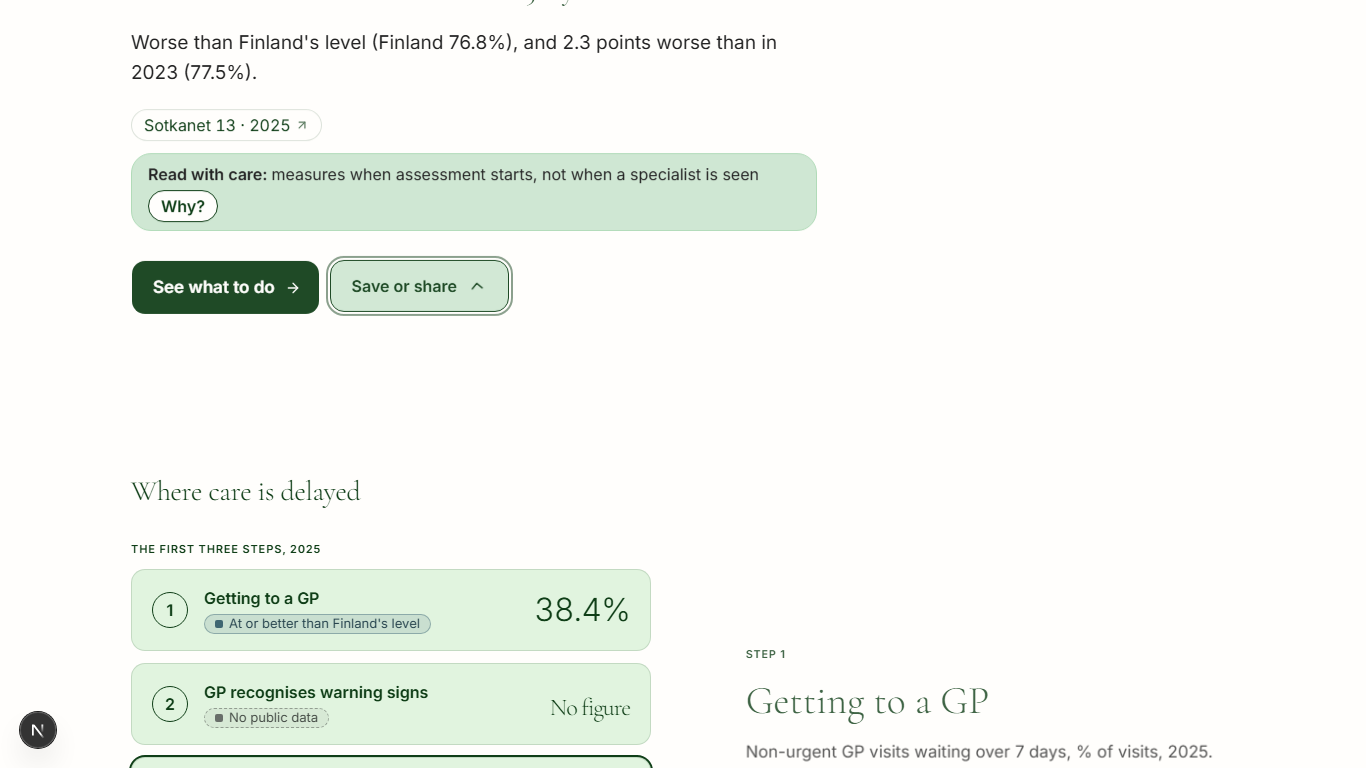 Worse than Finland's level (Finland 76.8%), and 2.3 points worse than in
2023 (77.5%).
Sotkanet 13 · 2025 ↗
Read with care: measures when assessment starts, not when a specialist is seen
Why?
See what to do →
Save or share
Where care is delayed
THE FIRST THREE STEPS, 2025
1
Getting to a GP
At or better than Finland's level
38.4%
2
GP recognises warning signs
No public data
No figure
STEP 1
Getting to a GP
Non-urgent GP visits waiting over 7 days, % of visits, 2025.
N